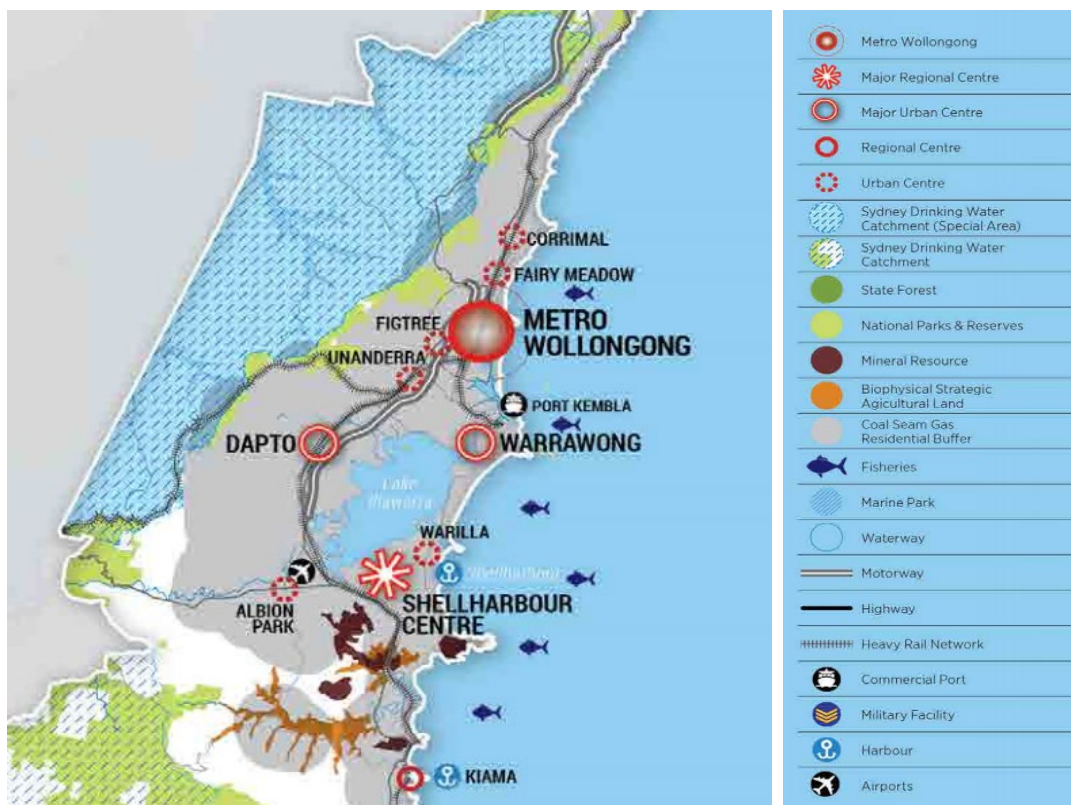 CORRIMAL
FAIRY MEADOW
FIGTREE
METRO
WOLLONGONG
UNANDERRA
PORT KEMBLA
DAPTO
WARRAWONG
Lake
Illawarra
WARILLA
Shellharbour
ALBION
PARK
SHELLHARBOUR
CENTRE
KIAMA
Metro Wollongong
Major Regional Centre
Major Urban Centre
Regional Centre
Urban Centre
Sydney Drinking Water
Catchment (Special Area)
Sydney Drinking Water
Catchment
State Forest
National Parks & Reserves
Mineral Resource
Biophysical Strategic
Agicultural Land
Coal Seam Gas
Residential Buffer
Fisheries
Marine Park
Waterway
Motorway
Highway
Heavy Rail Network
Commercial Port
Military Facility
Harbour
Airports